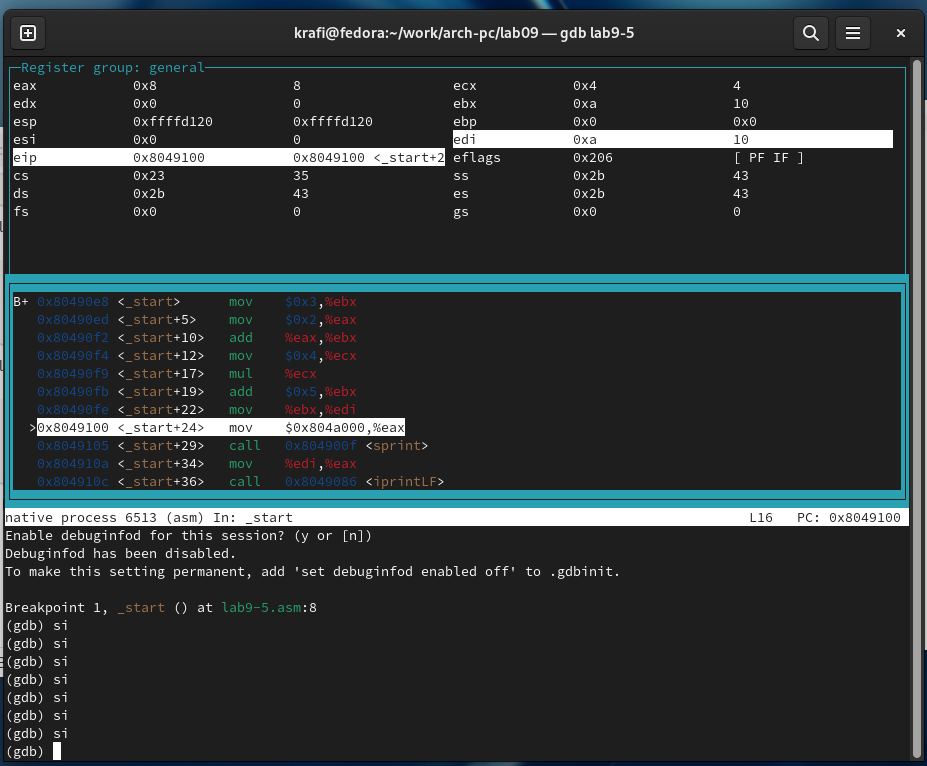 krafi@fedora:~/work/arch-pc/lab09 — gdb lab9-5
Register group: general
eax 0x8 8 ecx 0x4 4
edx 0x0 0 ebx 0xa 10
esp 0xffffd120 0xffffd120 ebp 0x0 0x0
esi 0x0 0 edi 0xa 10
eip 0x8049100 0x8049100 <_start+2 eflags 0x206 [ PF IF ]
cs 0x23 35 ss 0x2b 43
ds 0x2b 43 es 0x2b 43
fs 0x0 0 gs 0x0 0
B+ 0x80490e8 <_start> mov $0x3,%ebx
0x80490ed <_start+5> mov $0x2,%eax
0x80490f2 <_start+10> add %eax,%ebx
0x80490f4 <_start+12> mov $0x4,%ecx
0x80490f9 <_start+17> mul %ecx
0x80490fb <_start+19> add $0x5,%ebx
0x80490fe <_start+22> mov %ebx,%edi
>0x8049100 <_start+24> mov $0x804a000,%eax
0x8049105 <_start+29> call 0x804900f <sprint>
0x804910a <_start+34> mov %edi,%eax
0x804910c <_start+36> call 0x8049086 <iprintLF>
native process 6513 (asm) In: _start L16 PC: 0x8049100
Enable debuginfod for this session? (y or [n])
Debuginfod has been disabled.
To make this setting permanent, add 'set debuginfod enabled off' to .gdbinit.
Breakpoint 1, _start () at lab9-5.asm:8
(gdb) si
(gdb) si
(gdb) si
(gdb) si
(gdb) si
(gdb) si
(gdb) si
(gdb)